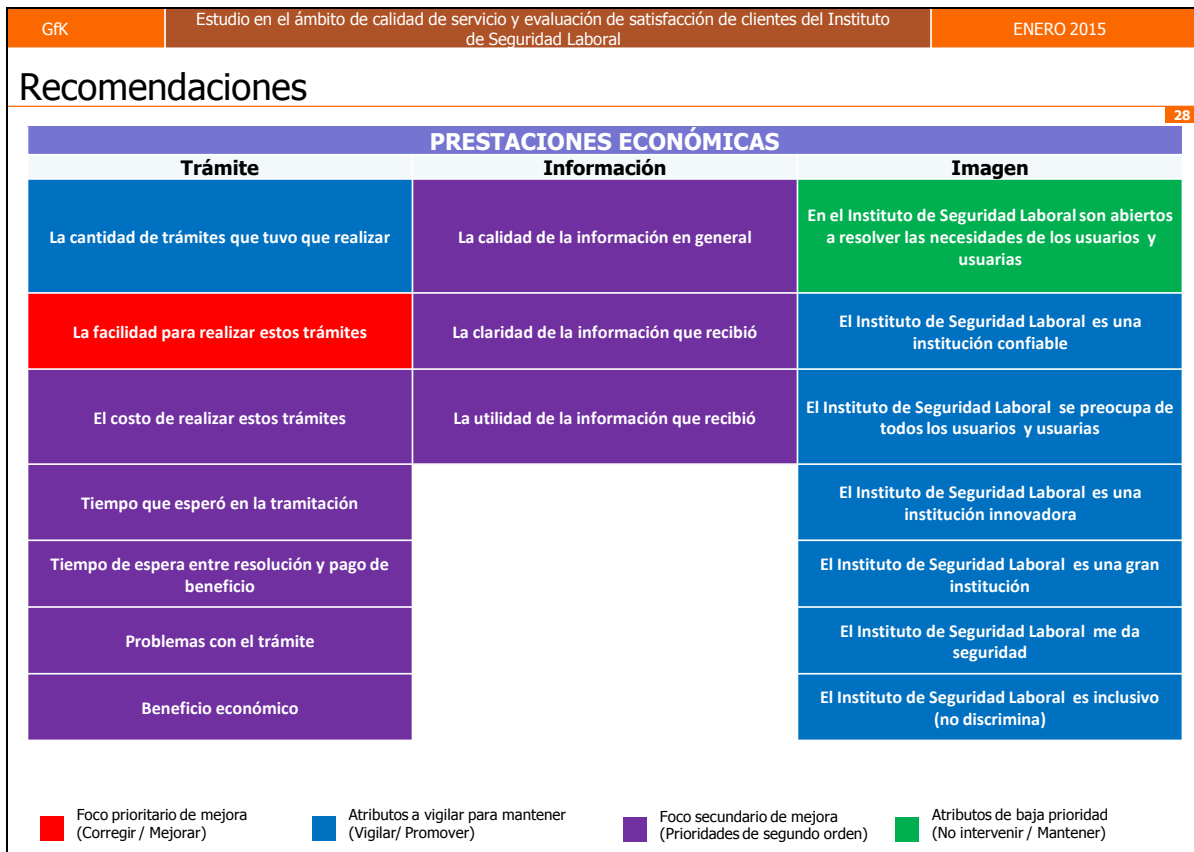 GfK
Estudio en el ámbito de calidad de servicio y evaluación de satisfacción de clientes del Instituto
de Seguridad Laboral
ENERO 2015
Recomendaciones
28
PRESTACIONES ECONÓMICAS
Trámite
Información
Imagen
La cantidad de trámites que tuvo que realizar
La calidad de la información en general
En el Instituto de Seguridad Laboral son abiertos
a resolver las necesidades de los usuarios y
usuarias
La facilidad para realizar estos trámites
La claridad de la información que recibió
El Instituto de Seguridad Laboral es una
institución confiable
El costo de realizar estos trámites
La utilidad de la información que recibió
El Instituto de Seguridad Laboral se preocupa de
todos los usuarios y usuarias
Tiempo que esperó en la tramitación
El Instituto de Seguridad Laboral es una
institución innovadora
Tiempo de espera entre resolución y pago de
beneficio
El Instituto de Seguridad Laboral es una gran
institución
Problemas con el trámite
El Instituto de Seguridad Laboral me da
seguridad
Beneficio económico
El Instituto de Seguridad Laboral es inclusivo
(no discrimina)
Foco prioritario de mejora
(Corregir / Mejorar)
Atributos a vigilar para mantener
(Vigilar/ Promover)
Foco secundario de mejora
(Prioridades de segundo orden)
Atributos de baja prioridad
(No intervenir / Mantener)